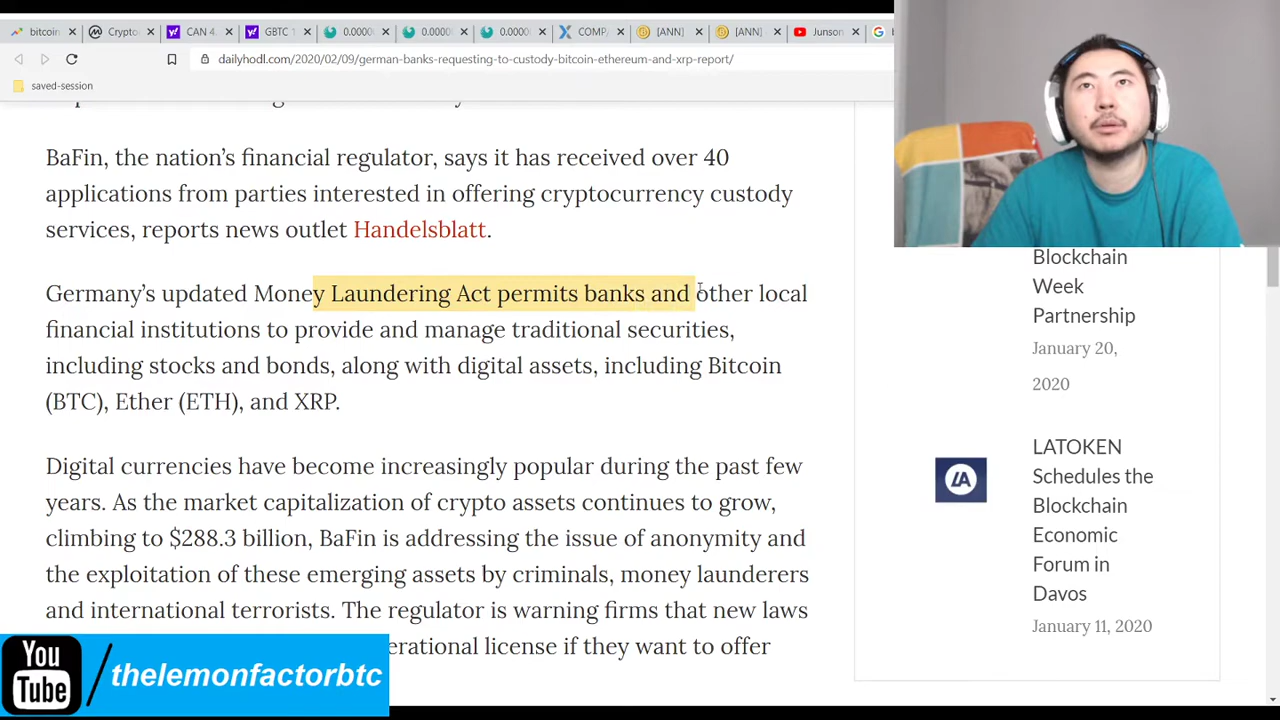 bitcoin
Crypto
CAN 4.
GBTC 1
0.0000
0.0000
0.0000
COMP
[ANN]
[ANN]
Junson
b
dailyhodl.com/2020/02/09/german-banks-requesting-to-custody-bitcoin-ethereum-and-xrp-report/
saved-session
BaFin, the nation's financial regulator, says it has received over 40
applications from parties interested in offering cryptocurrency custody
services, reports news outlet Handelsblatt.
Germany's updated Money Laundering Act permits banks and other local
financial institutions to provide and manage traditional securities,
including stocks and bonds, along with digital assets, including Bitcoin
(BTC), Ether (ETH), and XRP.
Digital currencies have become increasingly popular during the past few
years. As the market capitalization of crypto assets continues to grow,
climbing to $288.3 billion, BaFin is addressing the issue of anonymity and
the exploitation of these emerging assets by criminals, money launderers
and international terrorists. The regulator is warning firms that new laws
erational license if they want to offer
Blockchain
Week
Partnership
January 20,
2020
LATOKEN
Schedules the
Blockchain
Economic
Forum in
Davos
January 11, 2020
You
Tube
/thelemonfactorbtc